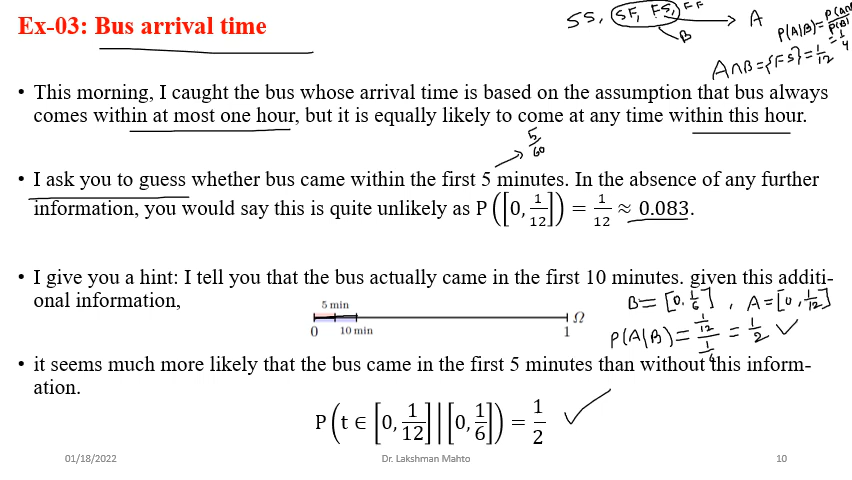 Ex-03: Bus arrival time
SS, SF, FS, FF → A
B
P(A|B) =
= 1/4
A∩B = {FS} = 1/12
• This morning, I caught the bus whose arrival time is based on the assumption that bus always
comes within at most one hour, but it is equally likely to come at any time within this hour.
5/60
• I ask you to guess whether bus came within the first 5 minutes. In the absence of any further
information, you would say this is quite unlikely as P([0, 1/12]) = 1/12 ≈ 0.083.
• I give you a hint: I tell you that the bus actually came in the first 10 minutes. given this additi-
onal information,
B = [0, 1/6], A = [0, 1/12]
5 min
Ω
0 10 min 1
P(A|B) = 1/12 / 1/6 = 1/2 ✓
• it seems much more likely that the bus came in the first 5 minutes than without this inform-
ation.
P(t ∈ [0, 1/12] | [0, 1/6]) = 1/2 ✓
01/18/2022 Dr. Lakshman Mahto 10